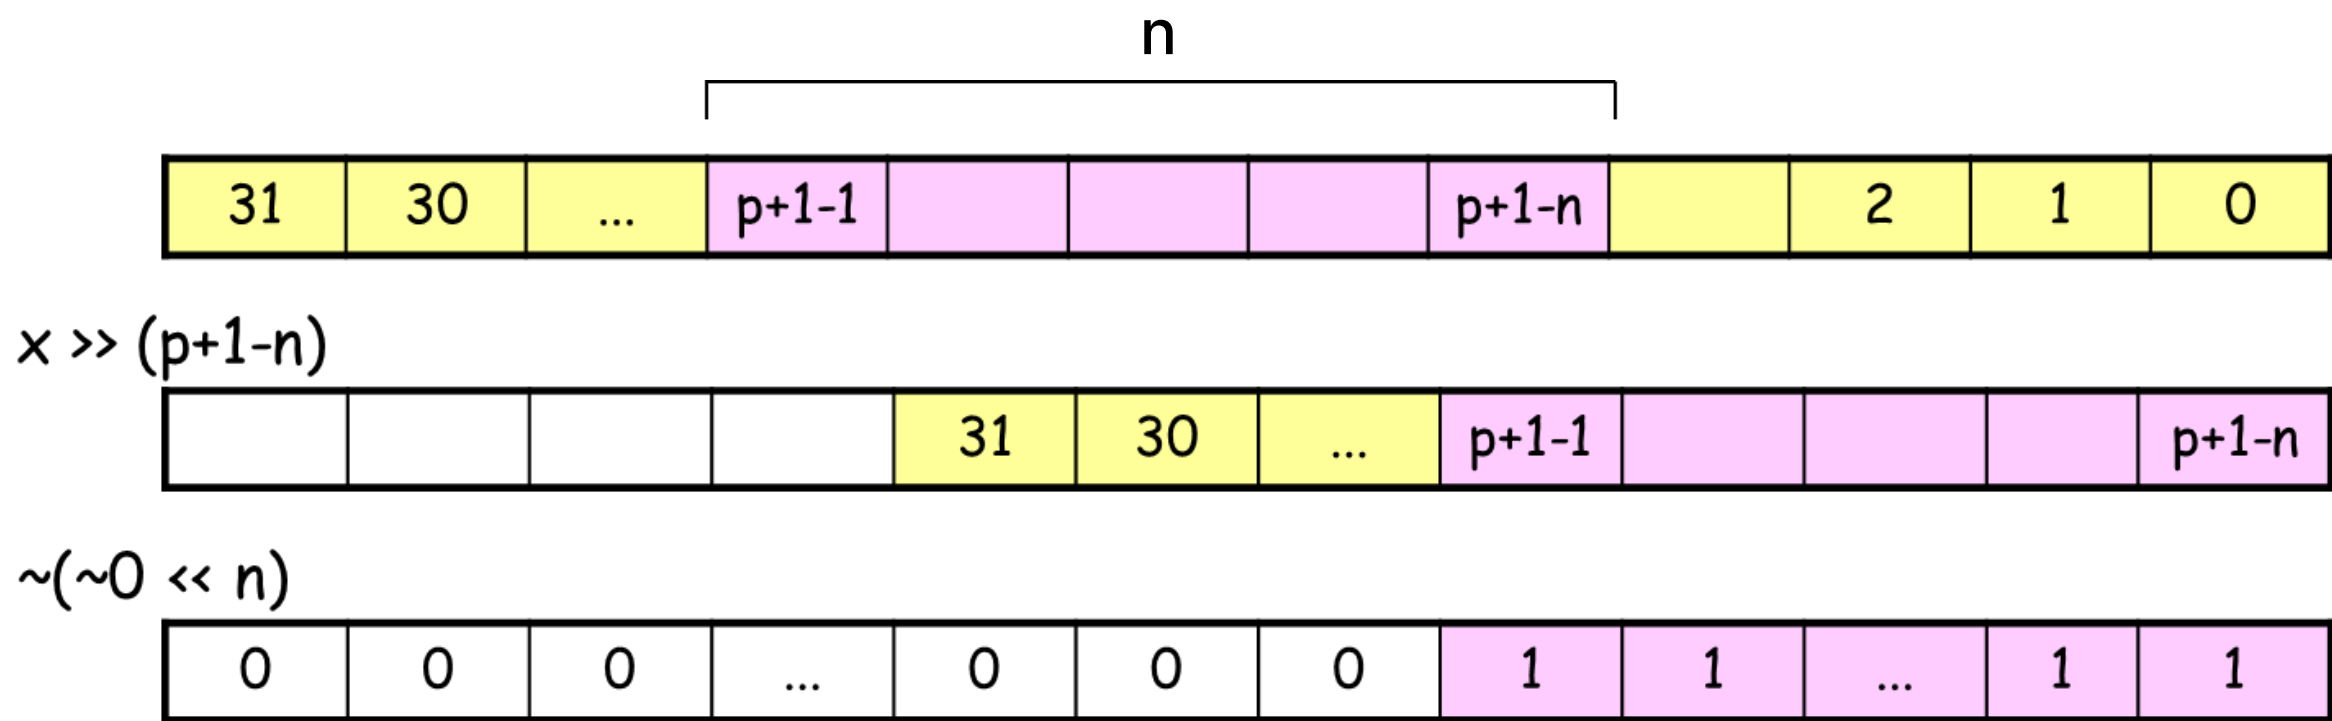 n
31 30 ... p+1-1 p+1-n 2 1 0
x >> (p+1-n)
31 30 ... p+1-1 p+1-n
~(~0 << n)
0 0 0 ... 0 0 0 1 1 ... 1 1